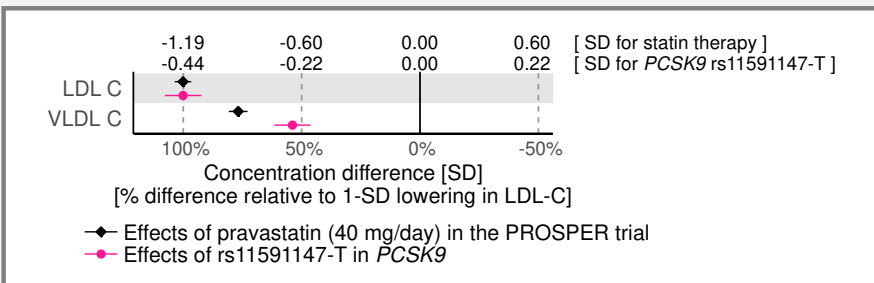 -1.19 -0.60 0.00 0.60 [ SD for statin therapy ]
-0.44 -0.22 0.00 0.22 [ SD for PCSK9 rs11591147-T ]
LDL C
VLDL C
100% 50% 0% -50%
Concentration difference [SD]
[% difference relative to 1-SD lowering in LDL-C]
Effects of pravastatin (40 mg/day) in the PROSPER trial
Effects of rs11591147-T in PCSK9